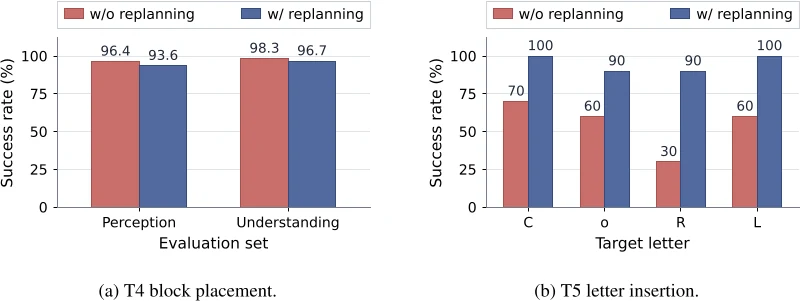 w/o replanning w/ replanning
Success rate (%)
100
75
50
25
0
96.4 93.6 98.3 96.7
Perception Understanding
Evaluation set
(a) T4 block placement.
w/o replanning w/ replanning
Success rate (%)
100
75
50
25
0
70 100 60 90 30 90 60 100
C o R L
Target letter
(b) T5 letter insertion.